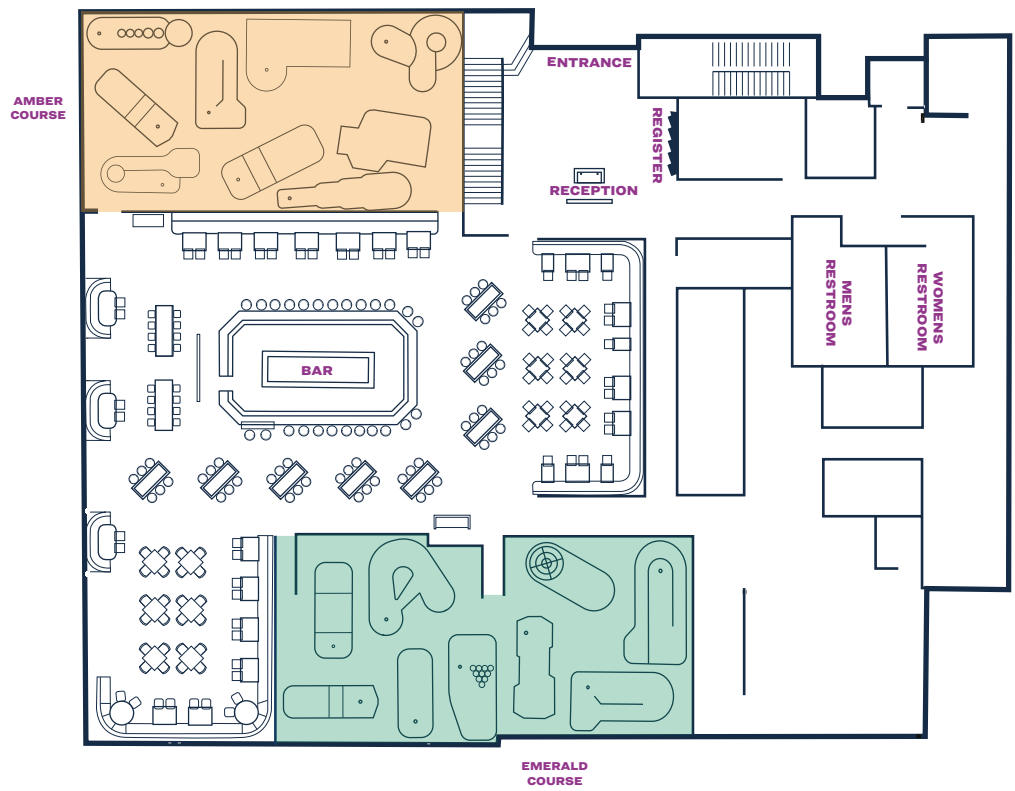 ENTRANCE
AMBER
COURSE
REGISTER
RECEPTION
MENS
RESTROOM
WOMENS
RESTROOM
BAR
EMERALD
COURSE